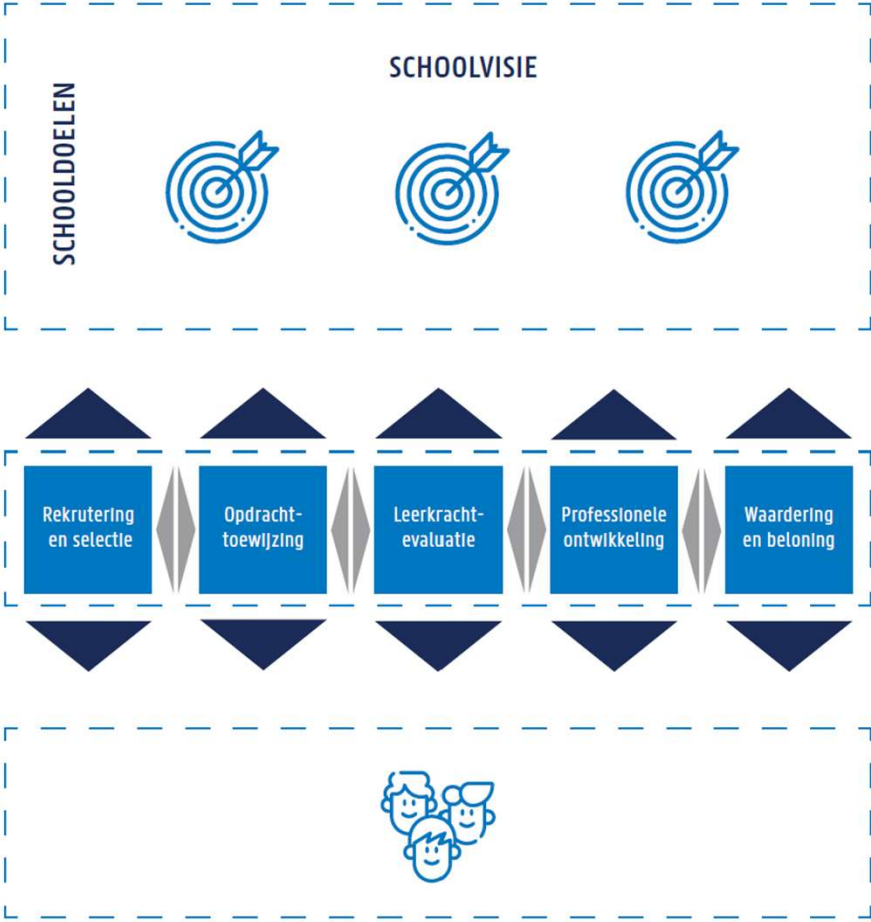 SCHOOLVISIE
SCHOOLDOELEN
Rekrutering
en selectie
Opdracht-
toewijzing
Leerkracht-
evaluatie
Professionele
ontwikkeling
Waardering
en beloning